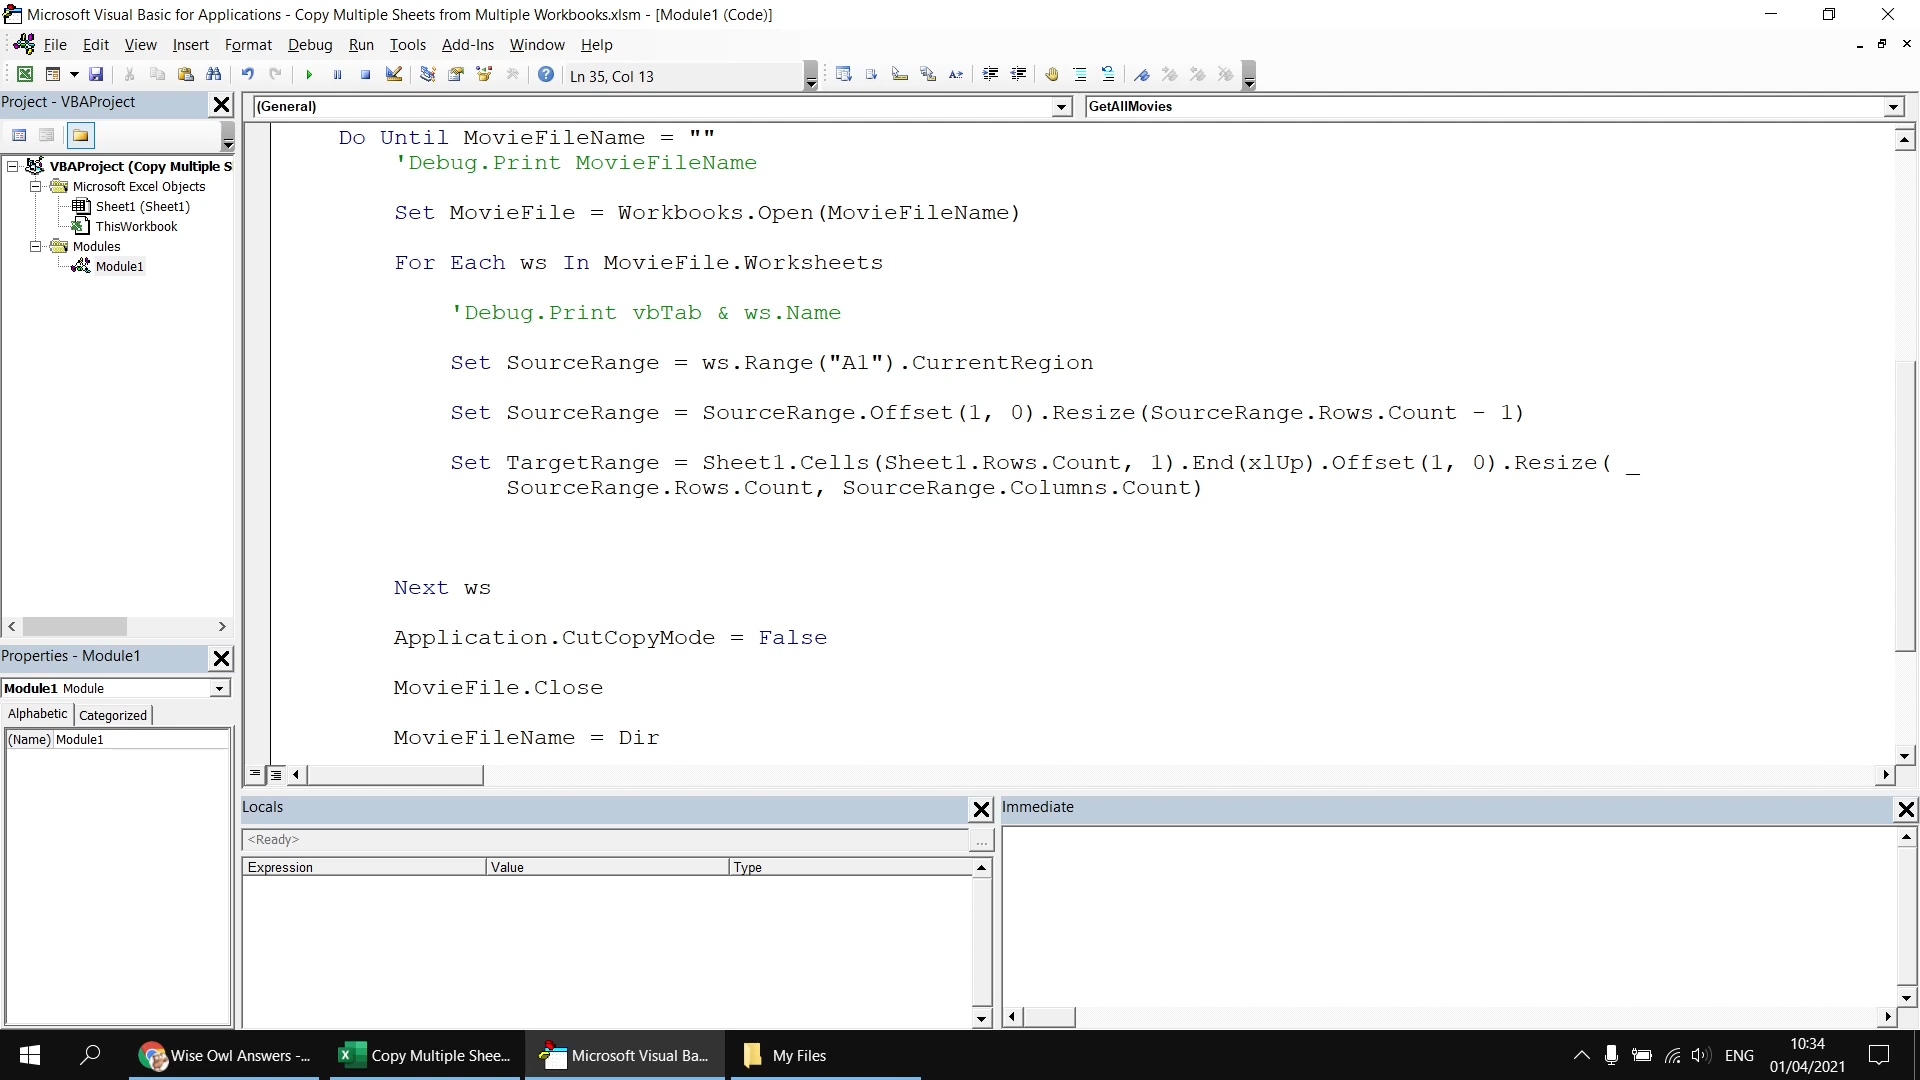 Microsoft Visual Basic for Applications - Copy Multiple Sheets from Multiple Workbooks.xlsm - [Module1 (Code)]
File Edit View Insert Format Debug Run Tools Add-Ins Window Help
Ln 35, Col 13
Project - VBAProject
(General)
GetAllMovies
VBAProject (Copy Multiple S
Microsoft Excel Objects
Sheet1 (Sheet1)
ThisWorkbook
Modules
Module1
Do Until MovieFileName = ""
'Debug.Print MovieFileName
Set MovieFile = Workbooks.Open(MovieFileName)
For Each ws In MovieFile.Worksheets
'Debug.Print vbTab & ws.Name
Set SourceRange = ws.Range("A1").CurrentRegion
Set SourceRange = SourceRange.Offset(1, 0).Resize(SourceRange.Rows.Count - 1)
Set TargetRange = Sheet1.Cells(Sheet1.Rows.Count, 1).End(xlUp).Offset(1, 0).Resize( _
SourceRange.Rows.Count, SourceRange.Columns.Count)
Next ws
Application.CutCopyMode = False
MovieFile.Close
MovieFileName = Dir
Properties - Module1
Module1 Module
Alphabetic Categorized
(Name) Module1
Locals
<Ready>
...
Expression Value Type
Immediate
Wise Owl Answers -...
Copy Multiple Shee...
Microsoft Visual Ba...
My Files
ENG
10:34
01/04/2021